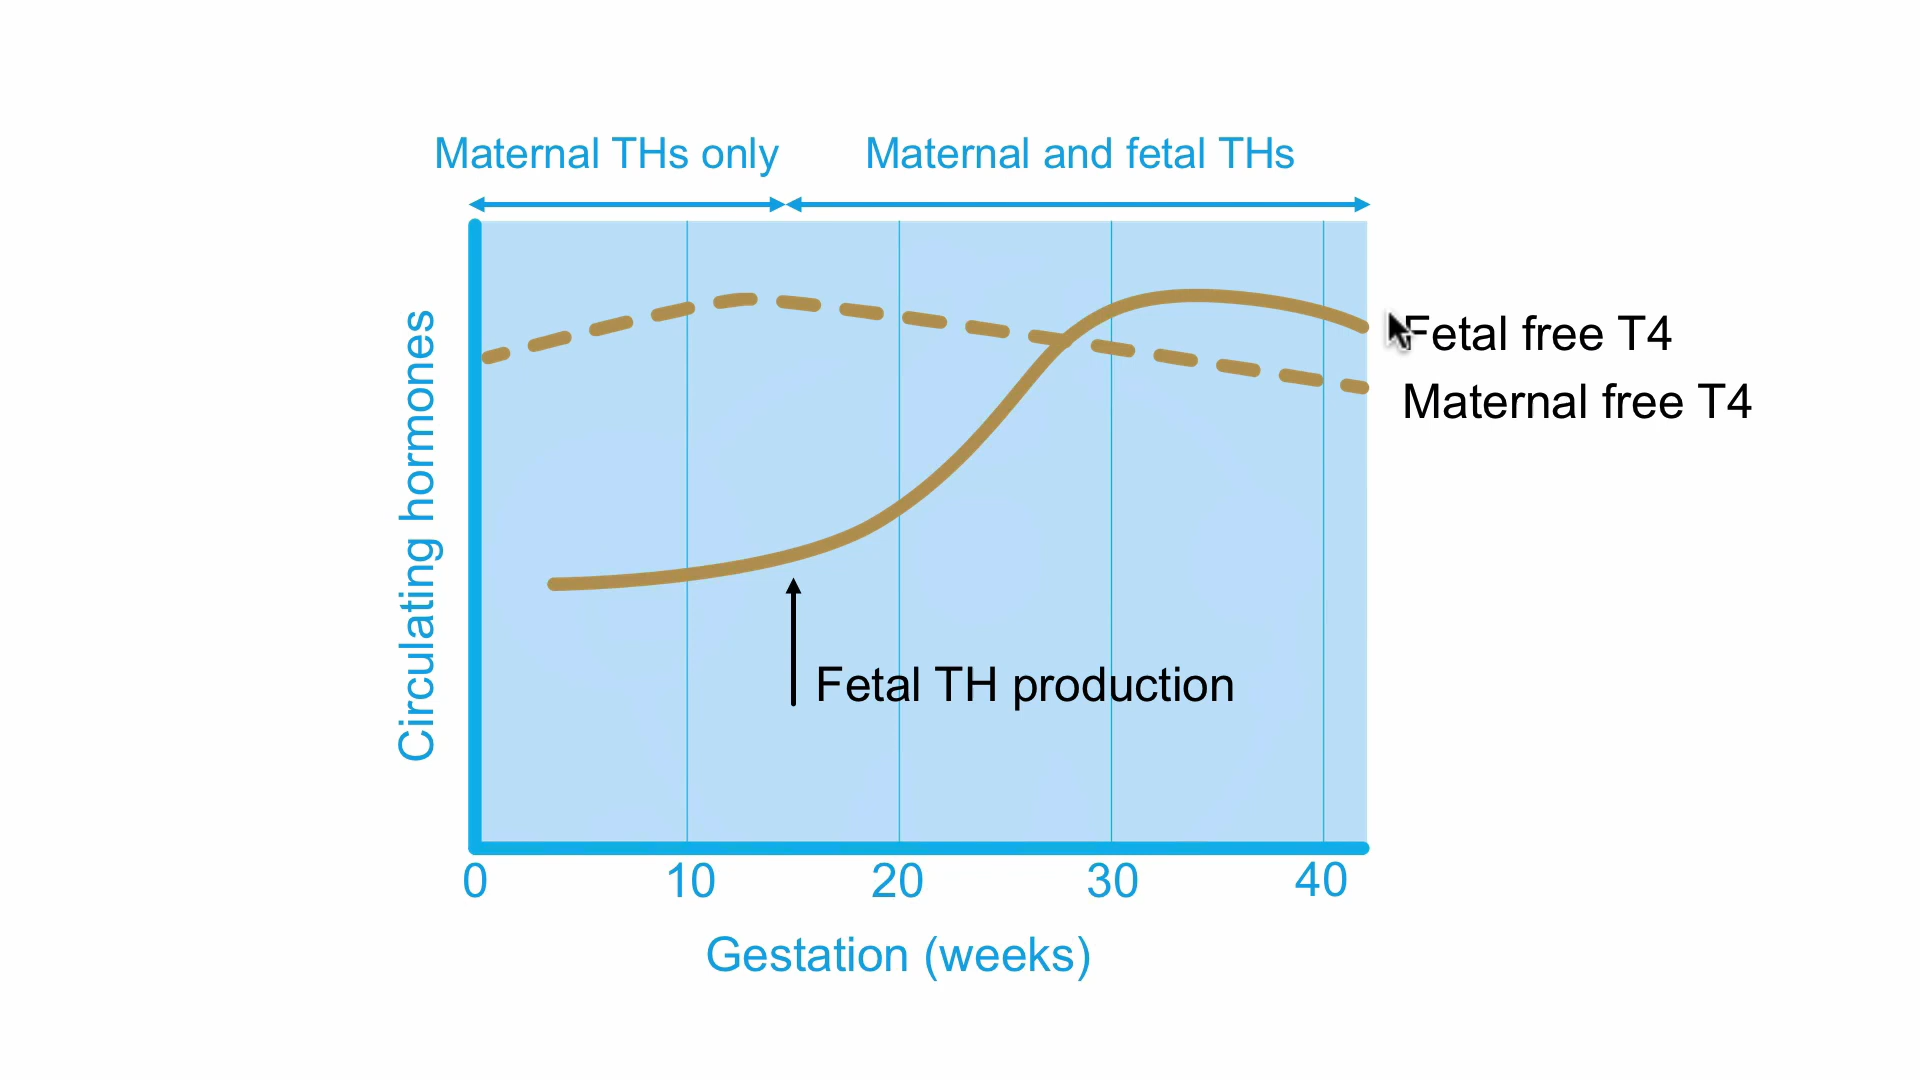 Maternal THs only
Maternal and fetal THs
Circulating hormones
Fetal free T4
Maternal free T4
Fetal TH production
0
10
20
30
40
Gestation (weeks)